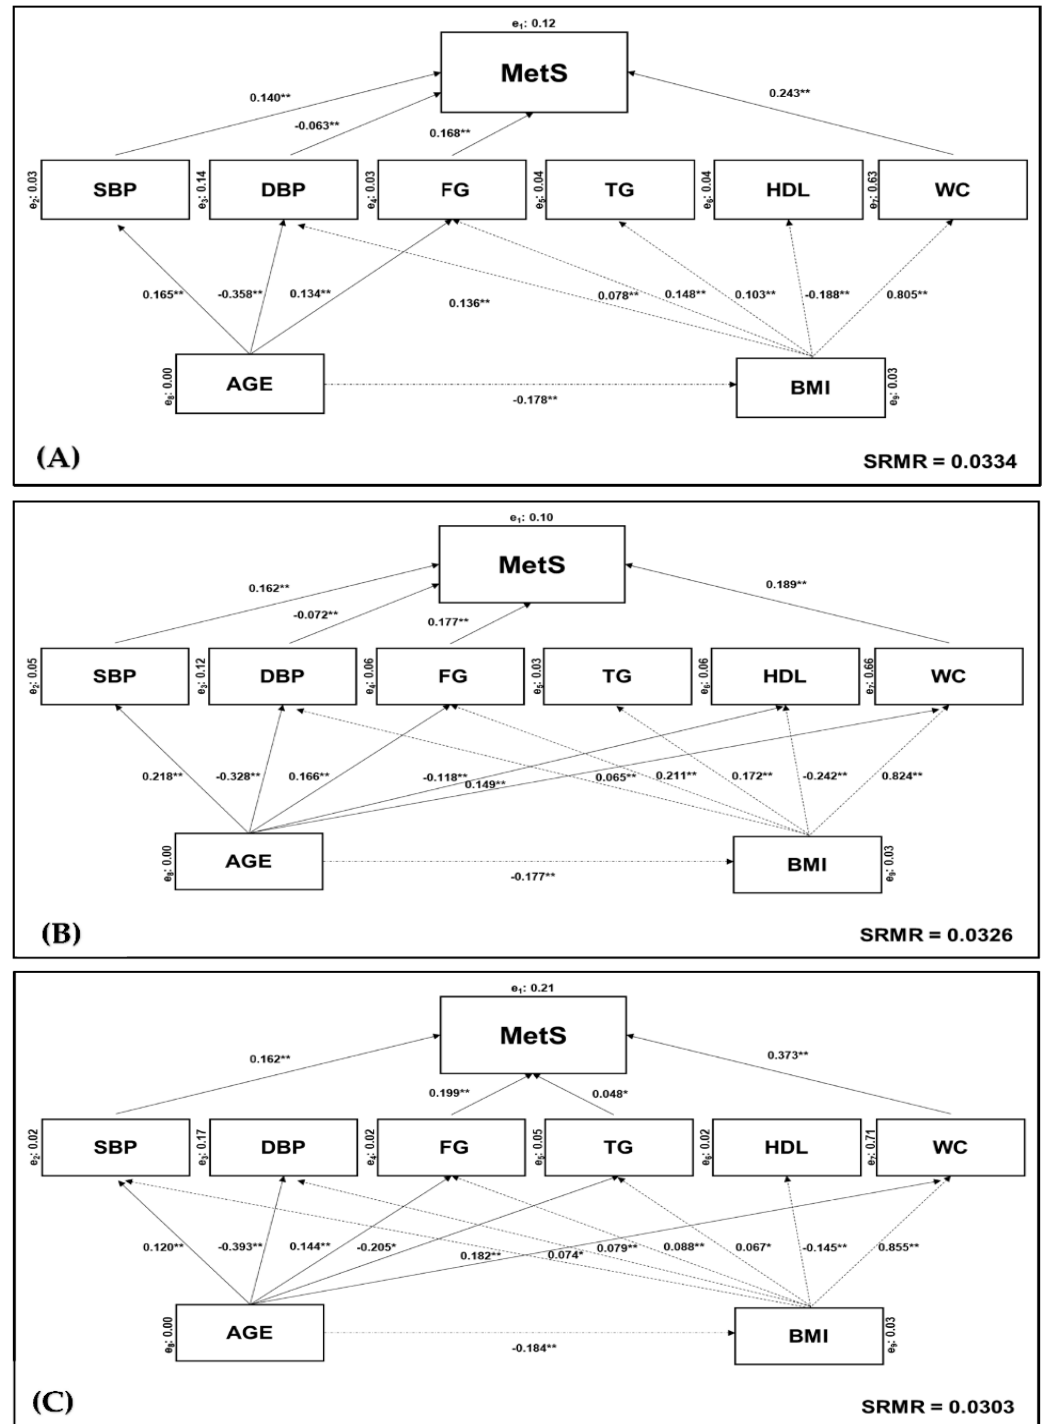 e1: 0.12
MetS
0.140**
-0.063**
0.168**
0.243**
e2: 0.03
SBP
e3: 0.14
DBP
e4: 0.03
FG
e5: 0.04
TG
e6: 0.04
HDL
e7: 0.63
WC
0.165**
-0.358**
0.134**
0.136**
0.078**
0.148**
0.103**
-0.188**
0.805**
e8: 0.00
AGE
-0.178**
BMI
e9: 0.03
(A)
SRMR = 0.0334
e1: 0.10
MetS
0.162**
-0.072**
0.177**
0.189**
e2: 0.05
SBP
e3: 0.12
DBP
e4: 0.06
FG
e5: 0.03
TG
e6: 0.06
HDL
e7: 0.66
WC
0.218**
-0.328**
0.166**
-0.118**
0.149**
0.065**
0.211**
0.172**
-0.242**
0.824**
e8: 0.00
AGE
-0.177**
BMI
e9: 0.03
(B)
SRMR = 0.0326
e1: 0.21
MetS
0.162**
0.199**
0.048*
0.373**
e2: 0.02
SBP
e3: 0.17
DBP
e4: 0.02
FG
e5: 0.05
TG
e6: 0.02
HDL
e7: 0.71
WC
0.120**
-0.393**
0.144**
-0.205*
0.182**
0.074*
0.079**
0.088**
0.067*
-0.145**
0.855**
e8: 0.00
AGE
-0.184**
BMI
e9: 0.03
(C)
SRMR = 0.0303